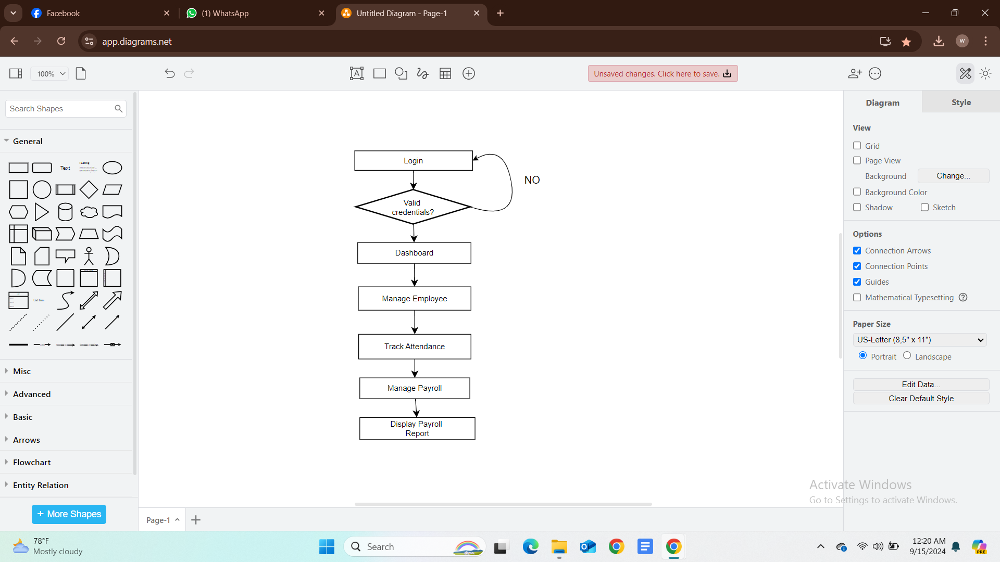 Facebook
(1) WhatsApp
Untitled Diagram - Page-1
app.diagrams.net
W
100%
Unsaved changes. Click here to save.
Search Shapes
General
Text
Heading
List Item
Misc
Advanced
Basic
Arrows
Flowchart
Entity Relation
+ More Shapes
Login
NO
Valid
credentials?
Dashboard
Manage Employee
Track Attendance
Manage Payroll
Display Payroll
Report
Page-1
Diagram
Style
View
Grid
Page View
Background
Change...
Background Color
Shadow
Sketch
Options
Connection Arrows
Connection Points
Guides
Mathematical Typesetting
Paper Size
US-Letter (8,5" x 11")
Portrait
Landscape
Edit Data...
Clear Default Style
Activate Windows
Go to Settings to activate Windows.
78°F
Mostly cloudy
Search
12:20 AM
9/15/2024
PRE